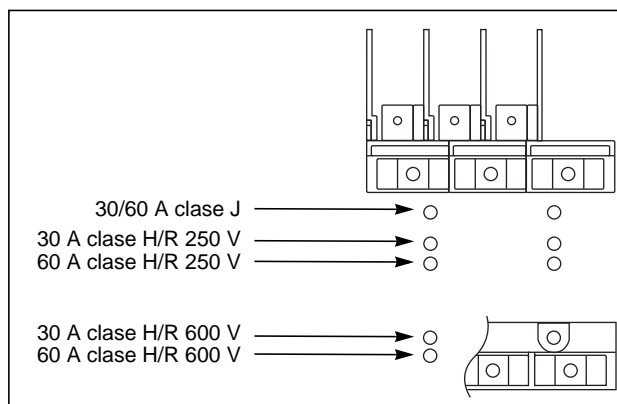 30/60 A clase J
30 A clase H/R 250 V
60 A clase H/R 250 V
30 A clase H/R 600 V
60 A clase H/R 600 V